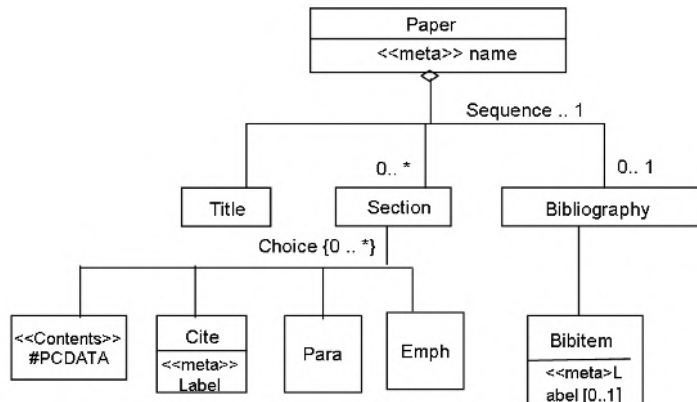 Paper
<<meta>> name
Sequence .. 1
0.. *
0.. 1
Title
Section
Bibliography
Choice {0 .. *}
<<Contents>>
#PCDATA
Cite
<<meta>>
Label
Para
Emph
Bibitem
<<meta>L
abel [0..1]